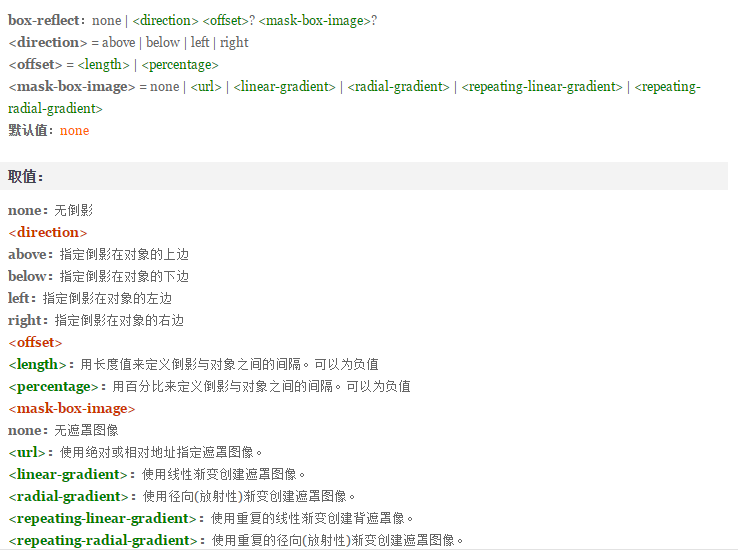 box-reflect：none | <direction> <offset>? <mask-box-image>?
<direction> = above | below | left | right
<offset> = <length> | <percentage>
<mask-box-image> = none | <url> | <linear-gradient> | <radial-gradient> | <repeating-linear-gradient> | <repeating-
radial-gradient>
默认值：none
取值：
none：无倒影
<direction>
above：指定倒影在对象的上边
below：指定倒影在对象的下边
left：指定倒影在对象的左边
right：指定倒影在对象的右边
<offset>
<length>：用长度值来定义倒影与对象之间的间隔。可以为负值
<percentage>：用百分比来定义倒影与对象之间的间隔。可以为负值
<mask-box-image>
none：无遮罩图像
<url>：使用绝对或相对地址指定遮罩图像。
<linear-gradient>：使用线性渐变创建遮罩图像。
<radial-gradient>：使用径向(放射性)渐变创建遮罩图像。
<repeating-linear-gradient>：使用重复的线性渐变创建背遮罩像。
<repeating-radial-gradient>：使用重复的径向(放射性)渐变创建遮罩图像。